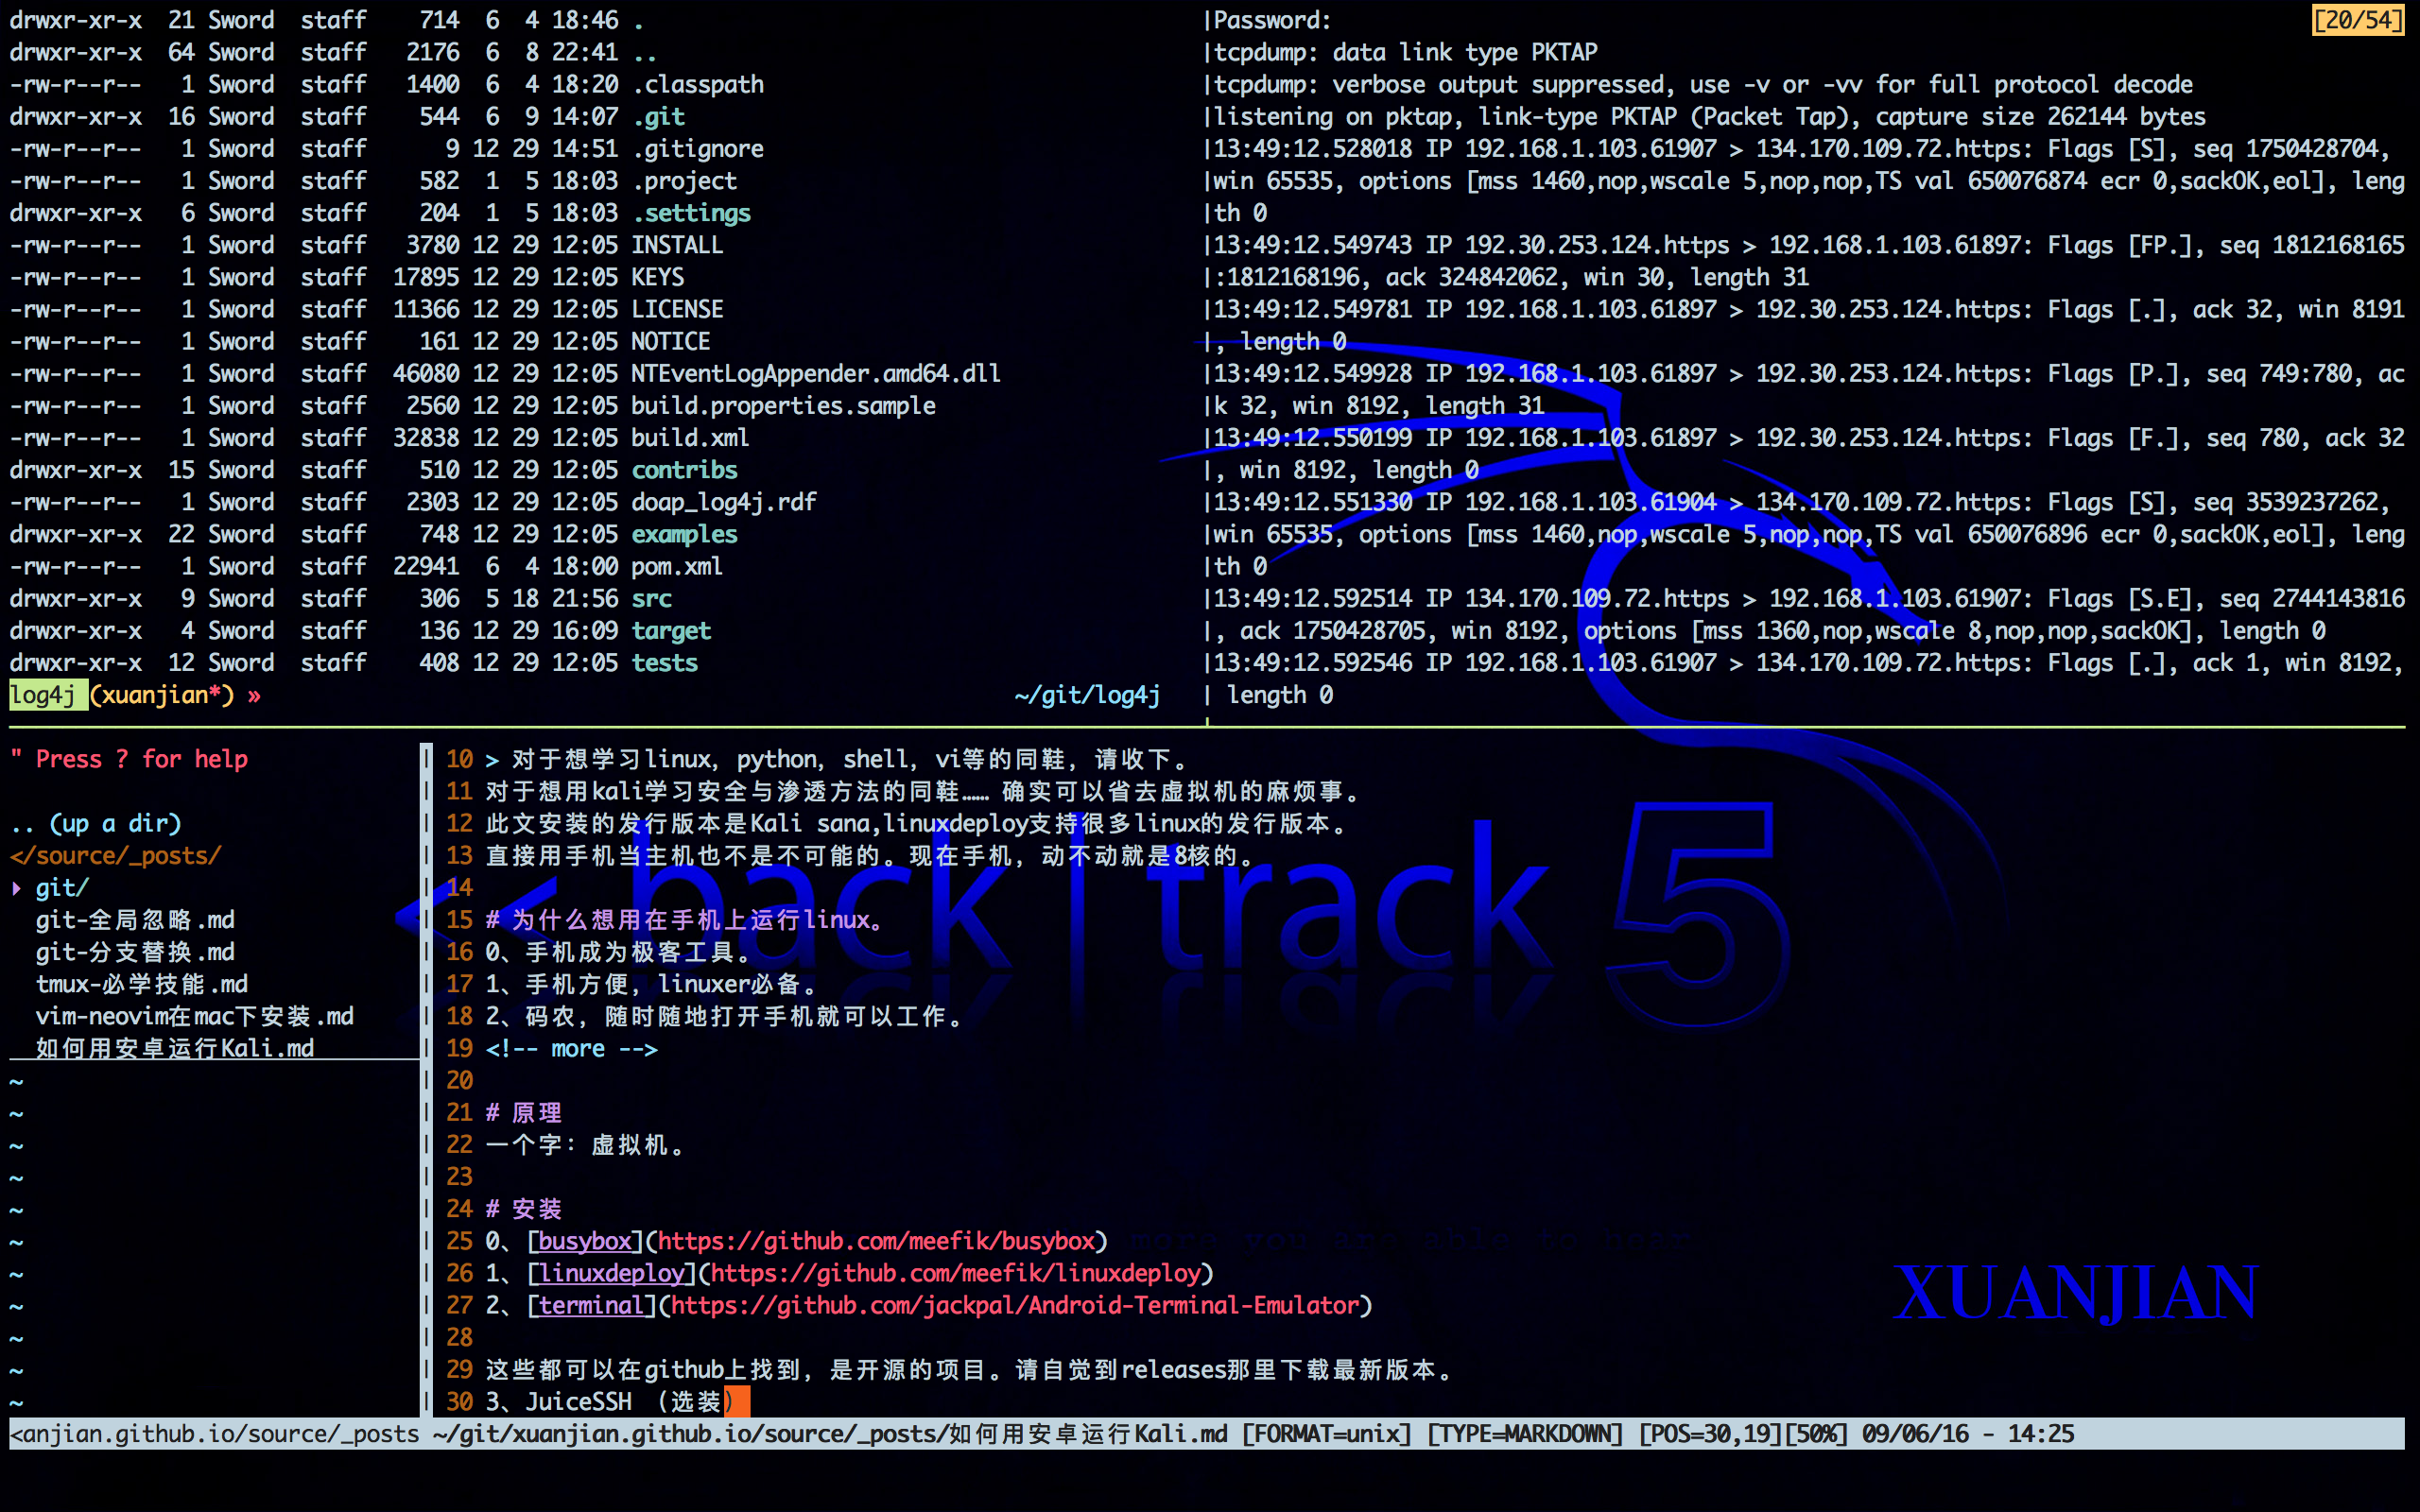 drwxr-xr-x  21 Sword  staff    714  6  4 18:46 .
drwxr-xr-x  64 Sword  staff   2176  6  8 22:41 ..
-rw-r--r--   1 Sword  staff   1400  6  4 18:20 .classpath
drwxr-xr-x  16 Sword  staff    544  6  9 14:07 .git
-rw-r--r--   1 Sword  staff      9 12 29 14:51 .gitignore
-rw-r--r--   1 Sword  staff    582  1  5 18:03 .project
drwxr-xr-x   6 Sword  staff    204  1  5 18:03 .settings
-rw-r--r--   1 Sword  staff   3780 12 29 12:05 INSTALL
-rw-r--r--   1 Sword  staff  17895 12 29 12:05 KEYS
-rw-r--r--   1 Sword  staff  11366 12 29 12:05 LICENSE
-rw-r--r--   1 Sword  staff    161 12 29 12:05 NOTICE
-rw-r--r--   1 Sword  staff  46080 12 29 12:05 NTEventLogAppender.amd64.dll
-rw-r--r--   1 Sword  staff   2560 12 29 12:05 build.properties.sample
-rw-r--r--   1 Sword  staff  32838 12 29 12:05 build.xml
drwxr-xr-x  15 Sword  staff    510 12 29 12:05 contribs
-rw-r--r--   1 Sword  staff   2303 12 29 12:05 doap_log4j.rdf
drwxr-xr-x  22 Sword  staff    748 12 29 12:05 examples
-rw-r--r--   1 Sword  staff  22941  6  4 18:00 pom.xml
drwxr-xr-x   9 Sword  staff    306  5 18 21:56 src
drwxr-xr-x   4 Sword  staff    136 12 29 16:09 target
drwxr-xr-x  12 Sword  staff    408 12 29 12:05 tests
log4j (xuanjian*) » ~/git/log4j
[20/54]
Password:
tcpdump: data link type PKTAP
tcpdump: verbose output suppressed, use -v or -vv for full protocol decode
listening on pktap, link-type PKTAP (Packet Tap), capture size 262144 bytes
13:49:12.528018 IP 192.168.1.103.61907 > 134.170.109.72.https: Flags [S], seq 1750428704,
win 65535, options [mss 1460,nop,wscale 5,nop,nop,TS val 650076874 ecr 0,sackOK,eol], leng
th 0
13:49:12.549743 IP 192.30.253.124.https > 192.168.1.103.61897: Flags [FP.], seq 1812168165
:1812168196, ack 324842062, win 30, length 31
13:49:12.549781 IP 192.168.1.103.61897 > 192.30.253.124.https: Flags [.], ack 32, win 8191
, length 0
13:49:12.549928 IP 192.168.1.103.61897 > 192.30.253.124.https: Flags [P.], seq 749:780, ac
k 32, win 8192, length 31
13:49:12.550199 IP 192.168.1.103.61897 > 192.30.253.124.https: Flags [F.], seq 780, ack 32
, win 8192, length 0
13:49:12.551330 IP 192.168.1.103.61904 > 134.170.109.72.https: Flags [S], seq 3539237262,
win 65535, options [mss 1460,nop,wscale 5,nop,nop,TS val 650076896 ecr 0,sackOK,eol], leng
th 0
13:49:12.592514 IP 134.170.109.72.https > 192.168.1.103.61907: Flags [S.E], seq 2744143816
, ack 1750428705, win 8192, options [mss 1360,nop,wscale 8,nop,nop,sackOK], length 0
13:49:12.592546 IP 192.168.1.103.61907 > 134.170.109.72.https: Flags [.], ack 1, win 8192,
 length 0
" Press ? for help
.. (up a dir)
</source/_posts/
▸ git/
git-全局忽略.md
git-分支替换.md
tmux-必学技能.md
vim-neovim在mac下安装.md
如何用安卓运行Kali.md
~
~
~
~
~
~
~
~
~
~
~
10 > 对于想学习linux, python, shell, vi等的同鞋, 请收下。
11 对于想用kali学习安全与渗透方法的同鞋…… 确实可以省去虚拟机的麻烦事。
12 此文安装的发行版本是Kali sana,linuxdeploy支持很多linux的发行版本。
13 直接用手机当主机也不是不可能的。现在手机, 动不动就是8核的。
14
15 # 为什么想用在手机上运行linux。
16 0、手机成为极客工具。
17 1、手机方便, linuxer必备。
18 2、码农, 随时随地打开手机就可以工作。
19 <!-- more -->
20
21 # 原理
22 一个字: 虚拟机。
23
24 # 安装
25 0、[busybox](https://github.com/meefik/busybox)
26 1、[linuxdeploy](https://github.com/meefik/linuxdeploy)
27 2、[terminal](https://github.com/jackpal/Android-Terminal-Emulator)
28
29 这些都可以在github上找到, 是开源的项目。请自觉到releases那里下载最新版本。
30 3、JuiceSSH （选装）
<< back | track 5
more you are able to hear
XUANJIAN
<anjian.github.io/source/_posts ~/git/xuanjian.github.io/source/_posts/如何用安卓运行Kali.md [FORMAT=unix] [TYPE=MARKDOWN] [POS=30,19][50%] 09/06/16 - 14:25